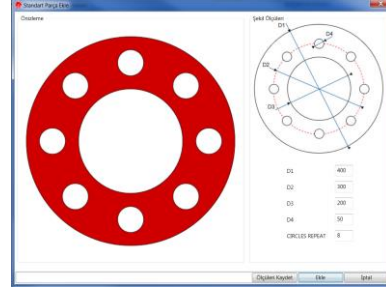 Standart Parça Ekle
Önizleme
Şekil Ölçüleri
D1
D4
D2
D3
D1 400
D2 300
D3 200
D4 50
CIRCLES REPEAT 8
Ölçüleri Kaydet
Ekle
İptal